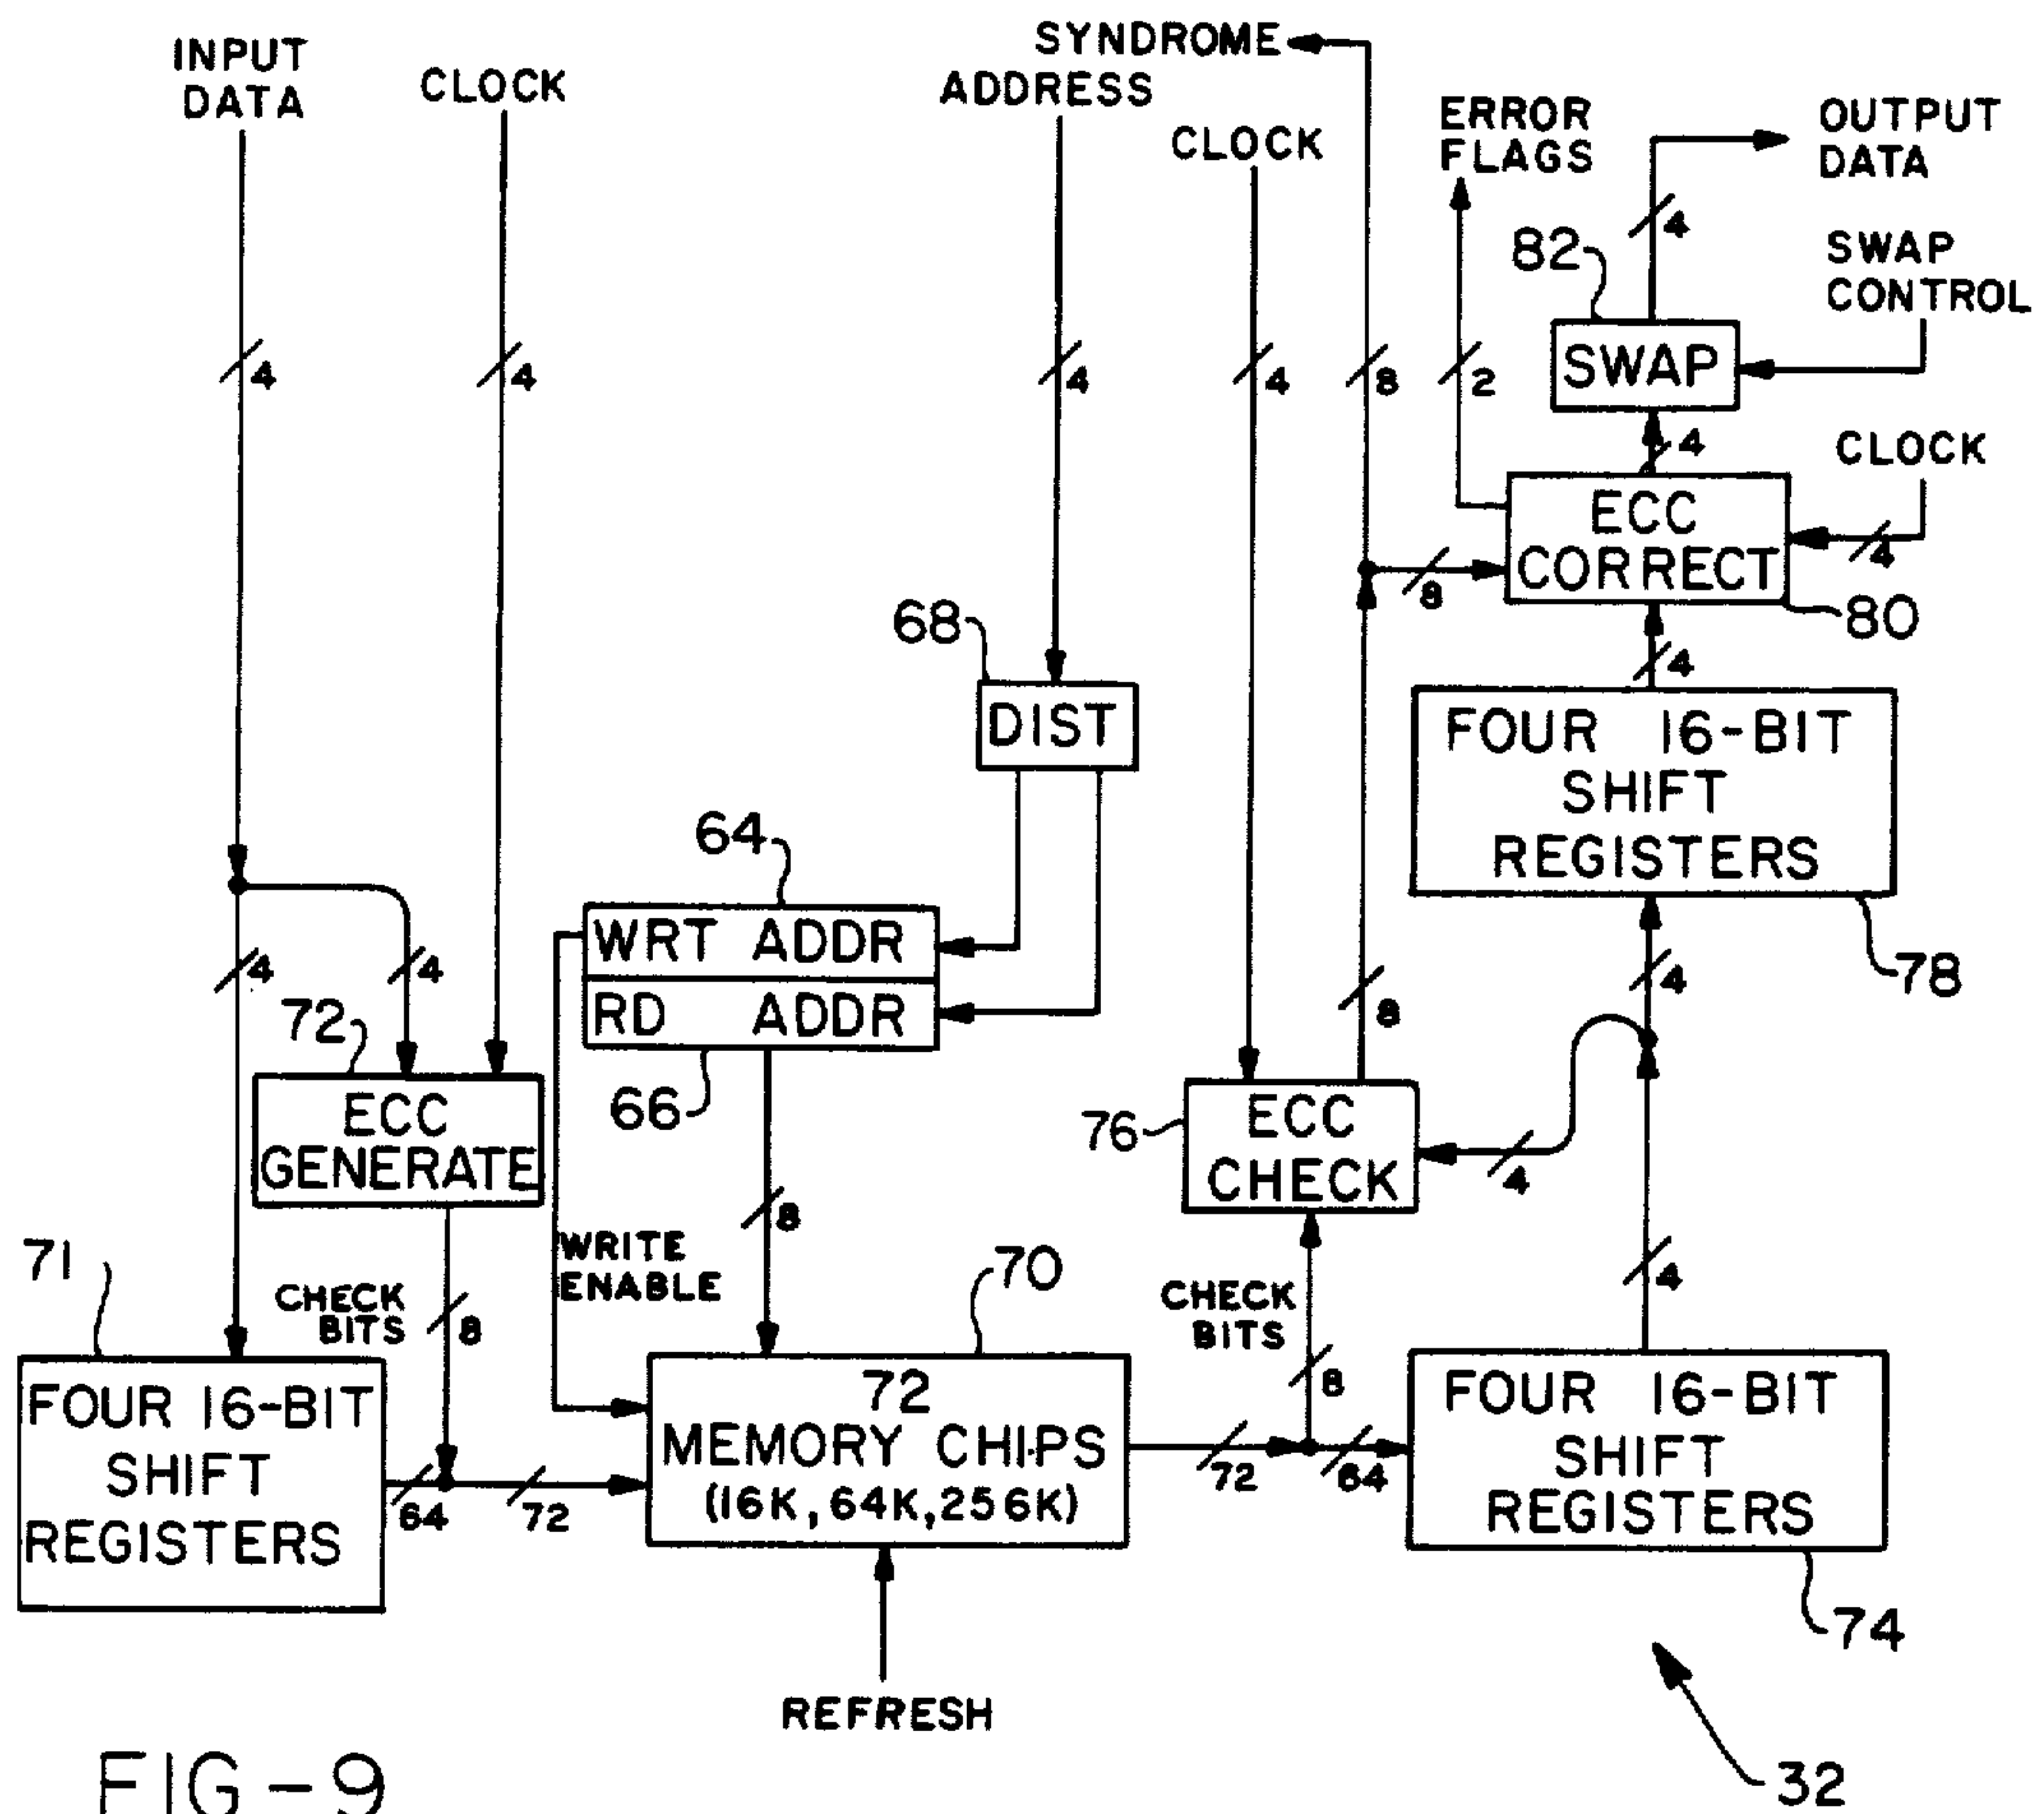 SYNDROME
INPUT
DATA
CLOCK
ADDRESS
CLOCK
ERROR
FLAGS
OUTPUT
DATA
4
82
SWAP
CONTROL
4
4
4
4
8
2
SWAP
4
CLOCK
ECC
CORRECT
4
8
80
68
4
DIST
FOUR 16-BIT
SHIFT
REGISTERS
64
78
4
4
WRT ADDR
RD ADDR
4
8
72
66
ECC
GENERATE
76
ECC
CHECK
4
8
71
CHECK
BITS
8
WRITE
ENABLE
70
CHECK
BITS
8
4
FOUR 16-BIT
SHIFT
REGISTERS
64
72
72
MEMORY CHIPS
(16K, 64K, 256K)
72
64
FOUR 16-BIT
SHIFT
REGISTERS
74
REFRESH
32
FIG-9